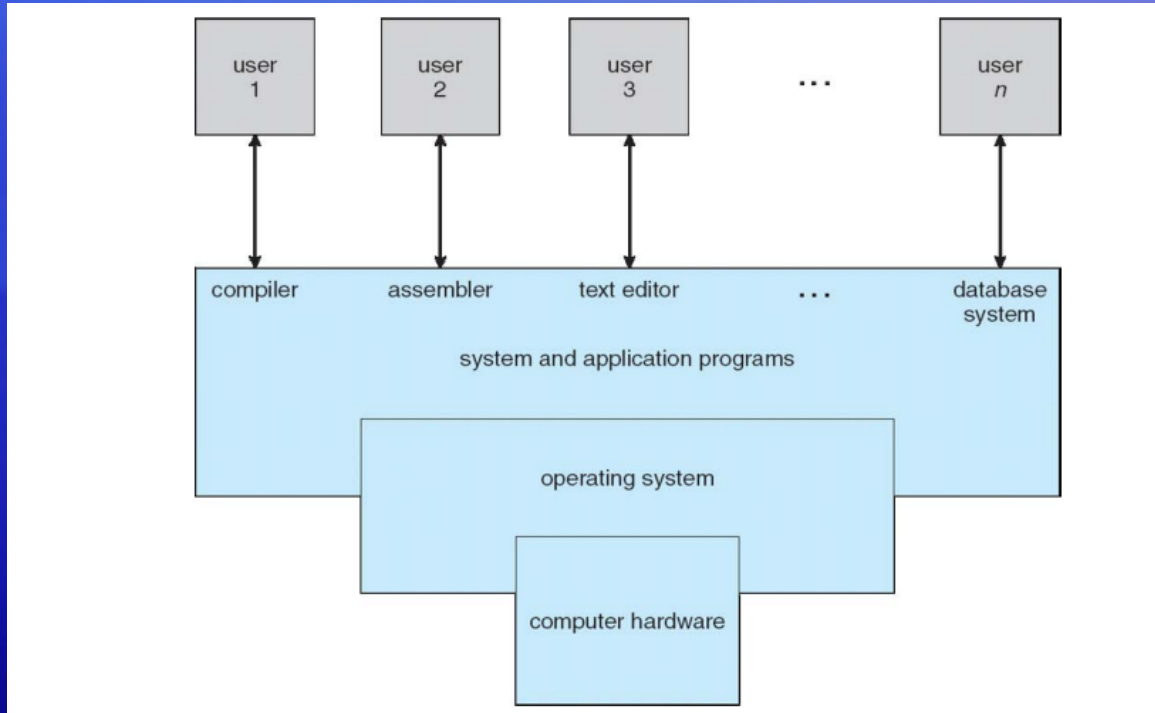 user
1
user
2
user
3
...
user
n
compiler
assembler
text editor
...
database
system
system and application programs
operating system
computer hardware